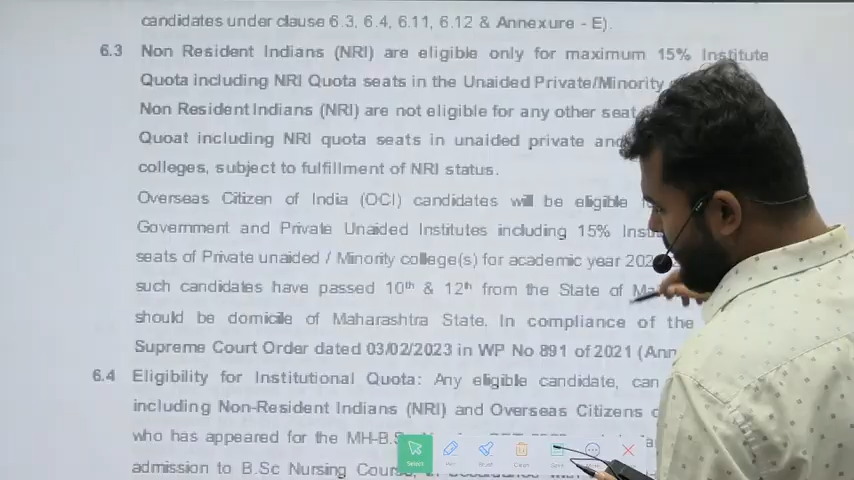 candidates under clause 6.3, 6.4, 6.11, 6.12 & Annexure - E).
6.3 Non Resident Indians (NRI) are eligible only for maximum 15% Institute
Quota including NRI Quota seats in the Unaided Private/Minority
Non Resident Indians (NRI) are not eligible for any other seat
Quoat including NRI quota seats in unaided private and
colleges, subject to fulfillment of NRI status.
Overseas Citizen of India (OCI) candidates will be eligible
Government and Private Unaided Institutes including 15%
seats of Private unaided / Minority college(s) for academic year
such candidates have passed 10th & 12th from the State of
should be domicile of Maharashtra State. In compliance of the
Supreme Court Order dated 03/02/2023 in WP No 891 of 2021
6.4 Eligibility for Institutional Quota: Any eligible candidate, can
including Non-Resident Indians (NRI) and Overseas Citizens
who has appeared for the
admission to B.Sc Nursing
Select